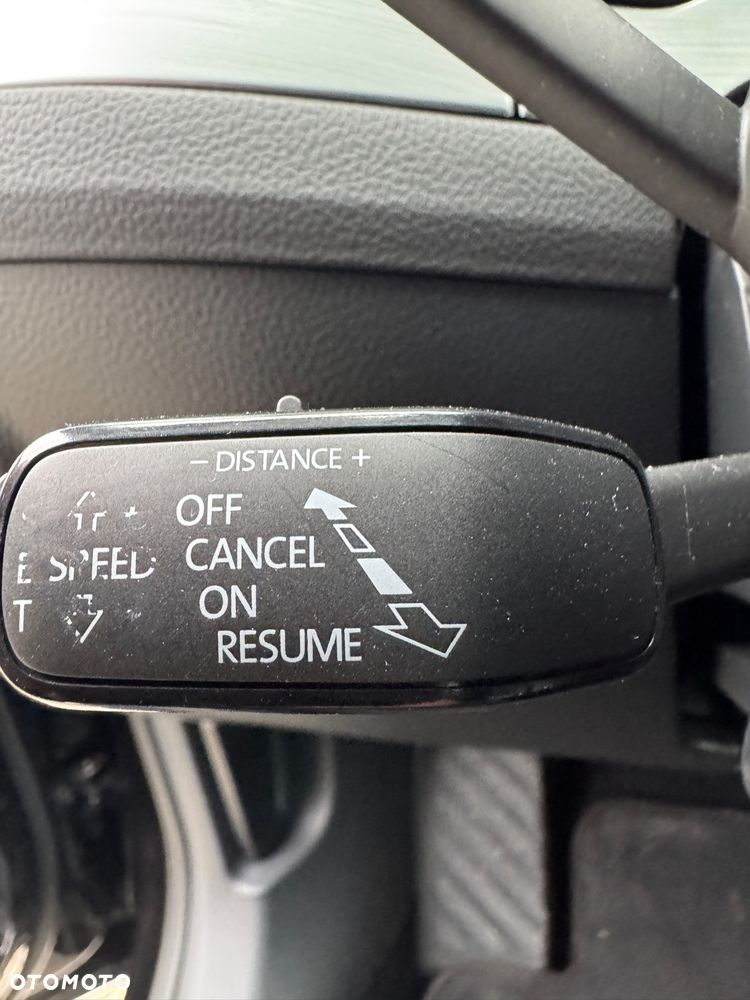 − DISTANCE +
OFF
SPEED CANCEL
ON
RESUME
OTOMOTO